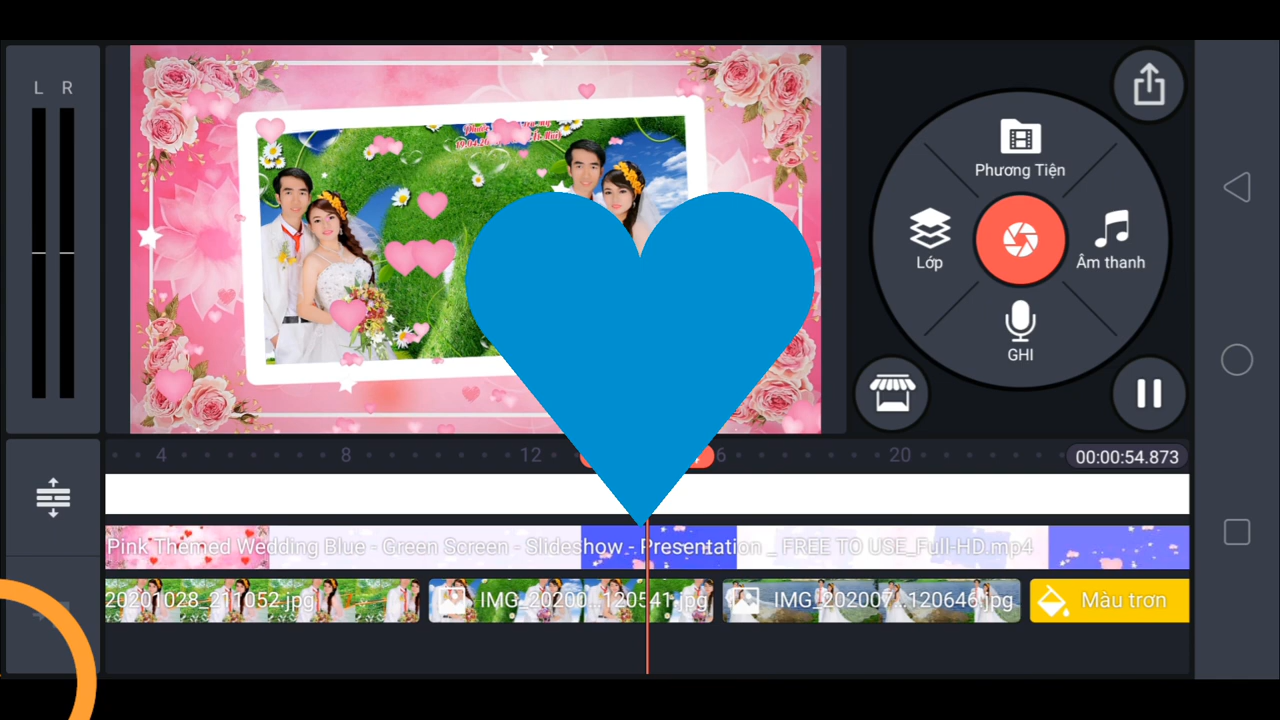 L R
Phương Tiện
Lớp
Âm thanh
GHI
4 8 12 6 20
00:00:54.873
Pink Themed Wedding Blue - Green Screen - Slideshow - Presentation _ FREE TO USE_Full-HD.mp4
20201028_211052.jpg
IMG_20200...120541.jpg
IMG_202007...120646.jpg
Màu trơn